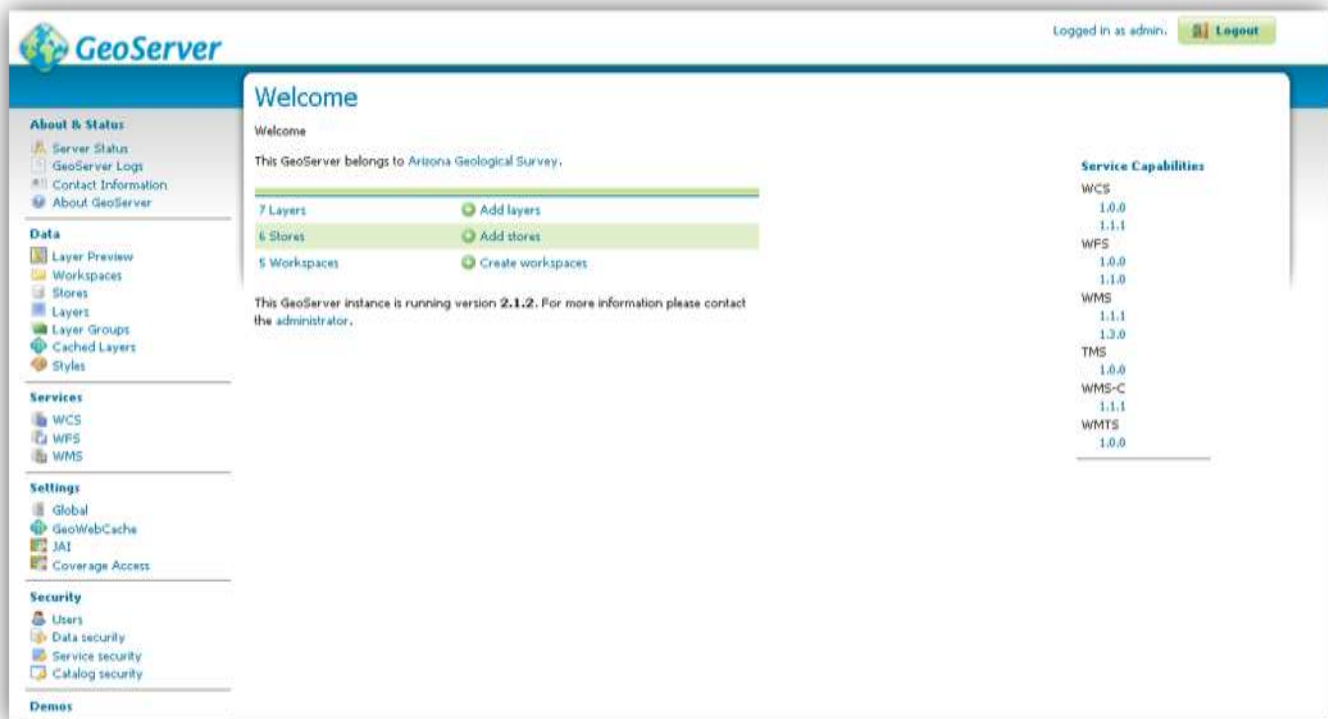 GeoServer
Logged in as admin.
Logout
About & Status
Server Status
GeoServer Logs
Contact Information
About GeoServer
Data
Layer Preview
Workspaces
Stores
Layers
Layer Groups
Cached Layers
Styles
Services
WCS
WFS
WMS
Settings
Global
GeoWebCache
JAI
Coverage Access
Security
Users
Data security
Service security
Catalog security
Demos
Welcome
Welcome
This GeoServer belongs to Arizona Geological Survey.
7 Layers Add layers
6 Stores Add stores
5 Workspaces Create workspaces
This GeoServer instance is running version 2.1.2. For more information please contact
the administrator.
Service Capabilities
WCS
1.0.0
1.1.1
WFS
1.0.0
1.1.0
WMS
1.1.1
1.3.0
TMS
1.0.0
WMS-C
1.1.1
WMTS
1.0.0